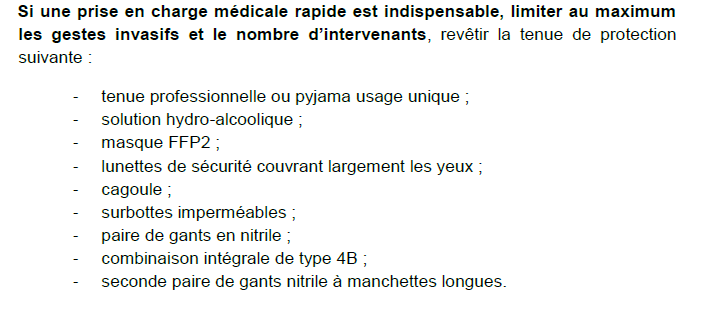 Si une prise en charge médicale rapide est indispensable, limiter au maximum
les gestes invasifs et le nombre d’intervenants, revêtir la tenue de protection
suivante :
- tenue professionnelle ou pyjama usage unique ;
- solution hydro-alcoolique ;
- masque FFP2 ;
- lunettes de sécurité couvrant largement les yeux ;
- cagoule ;
- surbottes imperméables ;
- paire de gants en nitrile ;
- combinaison intégrale de type 4B ;
- seconde paire de gants nitrile à manchettes longues.